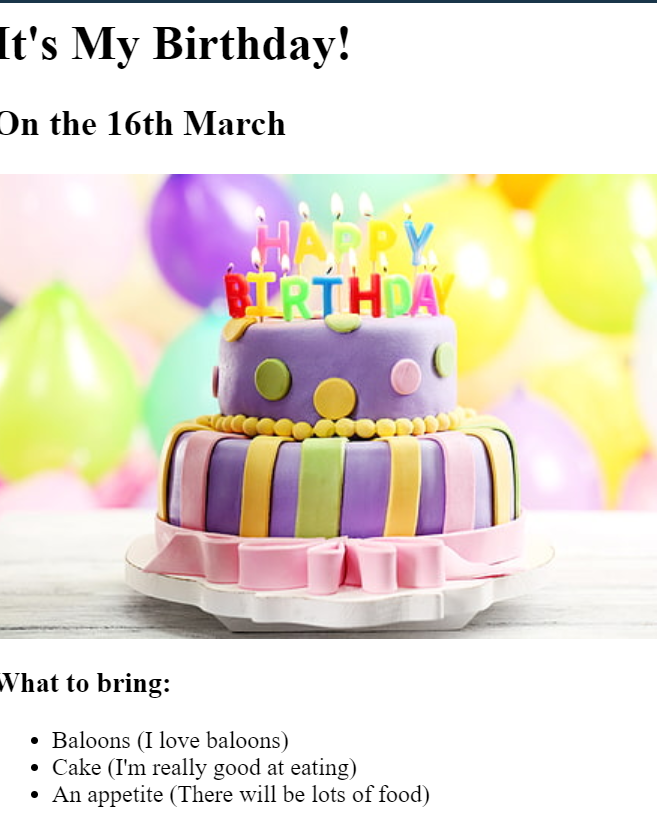 It's My Birthday!
On the 16th March
HAPPY
BIRTHDAY
What to bring:
Baloons (I love baloons)
Cake (I'm really good at eating)
An appetite (There will be lots of food)